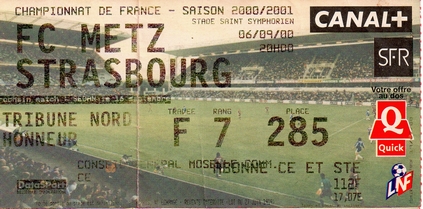 CHAMPIONNAT DE FRANCE - SAISON 2000/2001
STADE SAINT SYMPHORIEN
06/09/00
20H00
FC METZ
STRASBOURG
CANAL+
SFR
TRIBUNE NORD
HONNEUR
TRAVEE RANG PLACE
F 7 285
Votre offre
au dos
Q
Quick
ABONNE-CE ET STE
112F
17,07E
DataSport
LNF